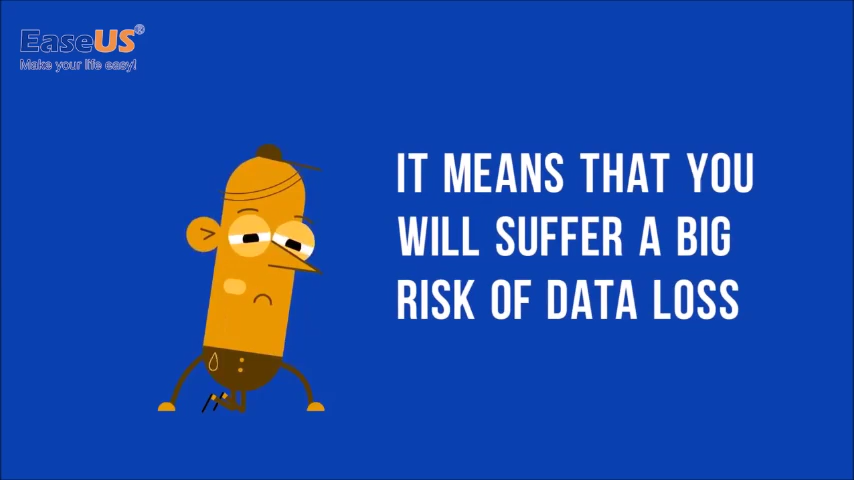 EaseUS®
Make your life easy!
IT MEANS THAT YOU
WILL SUFFER A BIG
RISK OF DATA LOSS